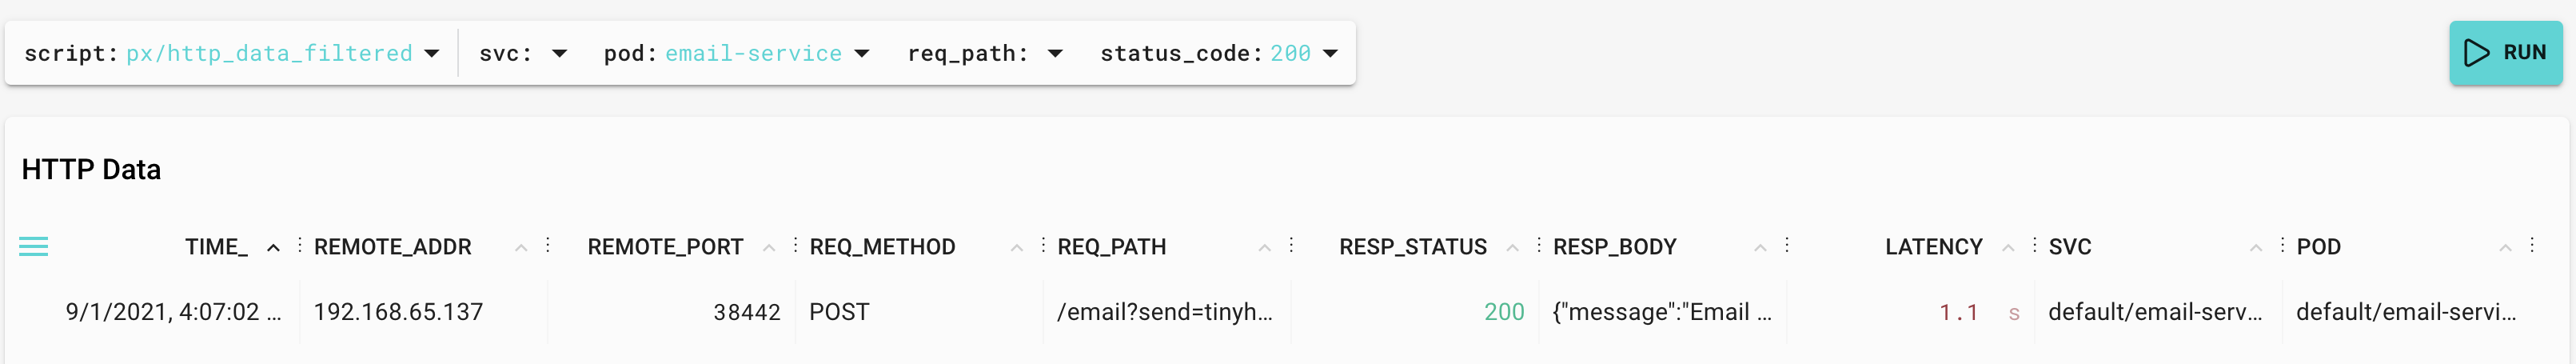 script: px/http_data_filtered svc: pod: email-service req_path: status_code: 200 RUN
HTTP Data
TIME_ REMOTE_ADDR REMOTE_PORT REQ_METHOD REQ_PATH RESP_STATUS RESP_BODY LATENCY SVC POD
9/1/2021, 4:07:02 ... 192.168.65.137 38442 POST /email?send=tinyh... 200 {"message":"Email ... 1.1 s default/email-serv... default/email-servi...